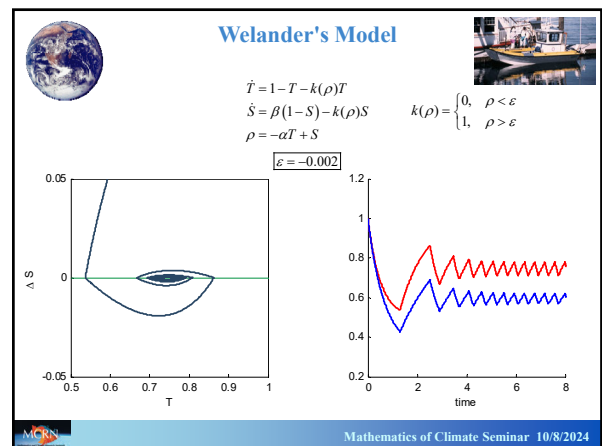 Welander's Model
Ṫ = 1 − T − k(ρ)T
Ṡ = β(1 − S) − k(ρ)S
ρ = −αT + S
k(ρ) = {0, ρ < ε
1, ρ > ε
ε = −0.002
0.05
0
-0.05
Δ S
0.5 0.6 0.7 0.8 0.9 1
T
1.2
1
0.8
0.6
0.4
0.2
0 2 4 6 8
time
MCRN
Mathematics of Climate Seminar 10/8/2024